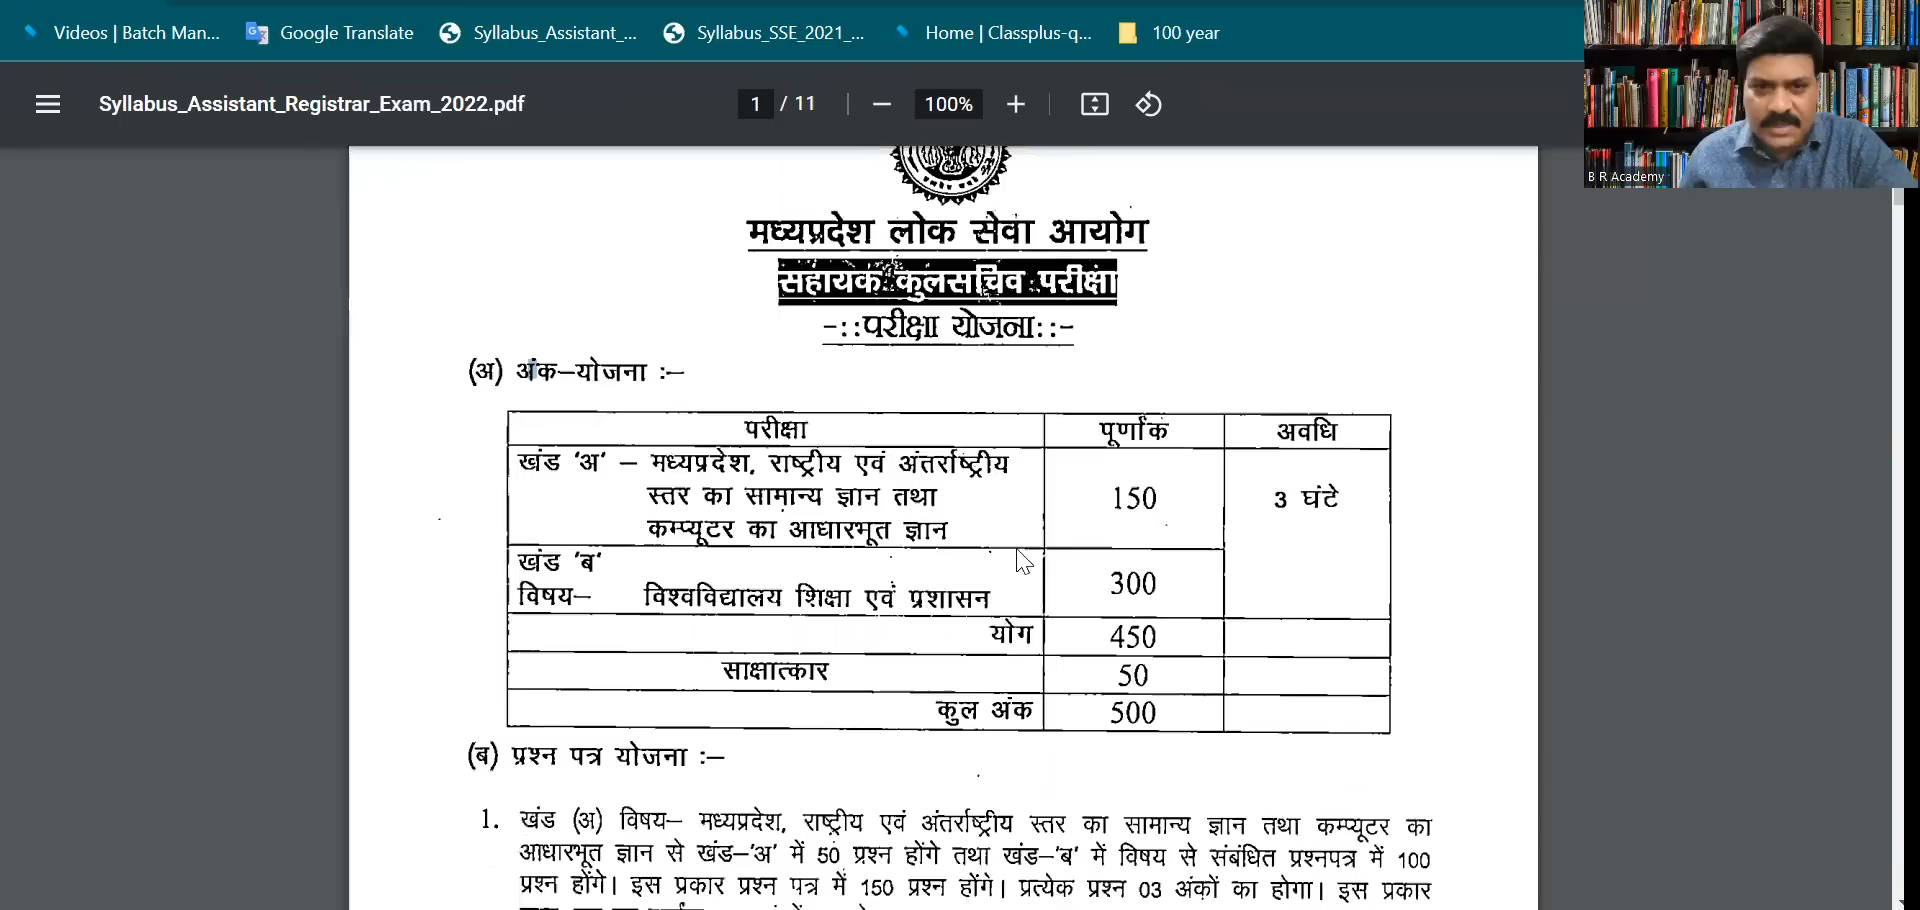 Videos | Batch Man...
Google Translate
Syllabus_Assistant_...
Syllabus_SSE_2021_...
Home | Classplus-q...
100 year
Syllabus_Assistant_Registrar_Exam_2022.pdf
1 / 11
100%
B R Academy
मध्यप्रदेश लोक सेवा आयोग
सहायक कुलसचिव परीक्षा
-::परीक्षा योजना::-
(अ) अंक–योजना :–
परीक्षा पूर्णांक अवधि
खंड 'अ' – मध्यप्रदेश, राष्ट्रीय एवं अंतर्राष्ट्रीय
स्तर का सामान्य ज्ञान तथा 150 3 घंटे
कम्प्यूटर का आधारभूत ज्ञान
खंड 'ब'
विषय– विश्वविद्यालय शिक्षा एवं प्रशासन 300
योग 450
साक्षात्कार 50
कुल अंक 500
(ब) प्रश्न पत्र योजना :–
1. खंड (अ) विषय– मध्यप्रदेश, राष्ट्रीय एवं अंतर्राष्ट्रीय स्तर का सामान्य ज्ञान तथा कम्प्यूटर का
आधारभूत ज्ञान से खंड–'अ' में 50 प्रश्न होंगे तथा खंड–'ब' में विषय से संबंधित प्रश्नपत्र में 100
प्रश्न होंगे। इस प्रकार प्रश्न पत्र में 150 प्रश्न होंगे। प्रत्येक प्रश्न 03 अंकों का होगा। इस प्रकार